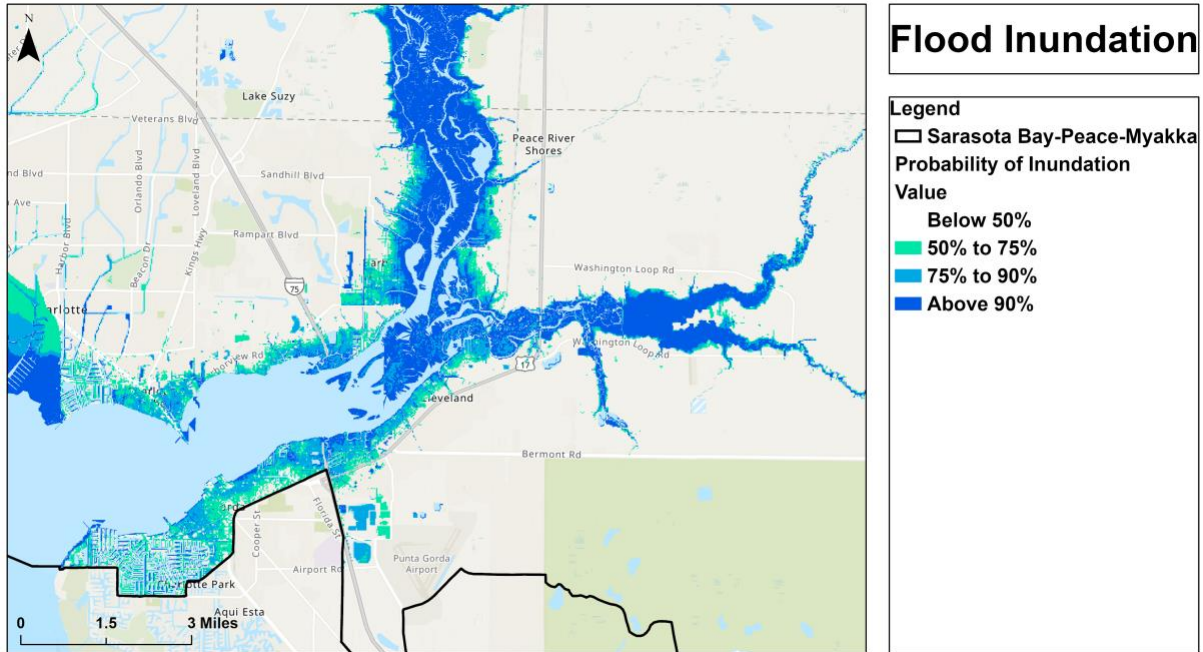 N
Lake Suzy
Veterans Blvd
Peace River
Shores
Orlando Blvd
Loveland Blvd
Sandhill Blvd
Blvd
Ave
Harbor Blvd
Beacon Dr
Kings Hwy
Rampart Blvd
75
Washington Loop Rd
17
Cleveland
Bermont Rd
Florida St
Cooper St
Airport Rd
Punta Gorda
Airport
Aqui Esta
0 1.5 3 Miles
Flood Inundation
Legend
Sarasota Bay-Peace-Myakka
Probability of Inundation
Value
Below 50%
50% to 75%
75% to 90%
Above 90%